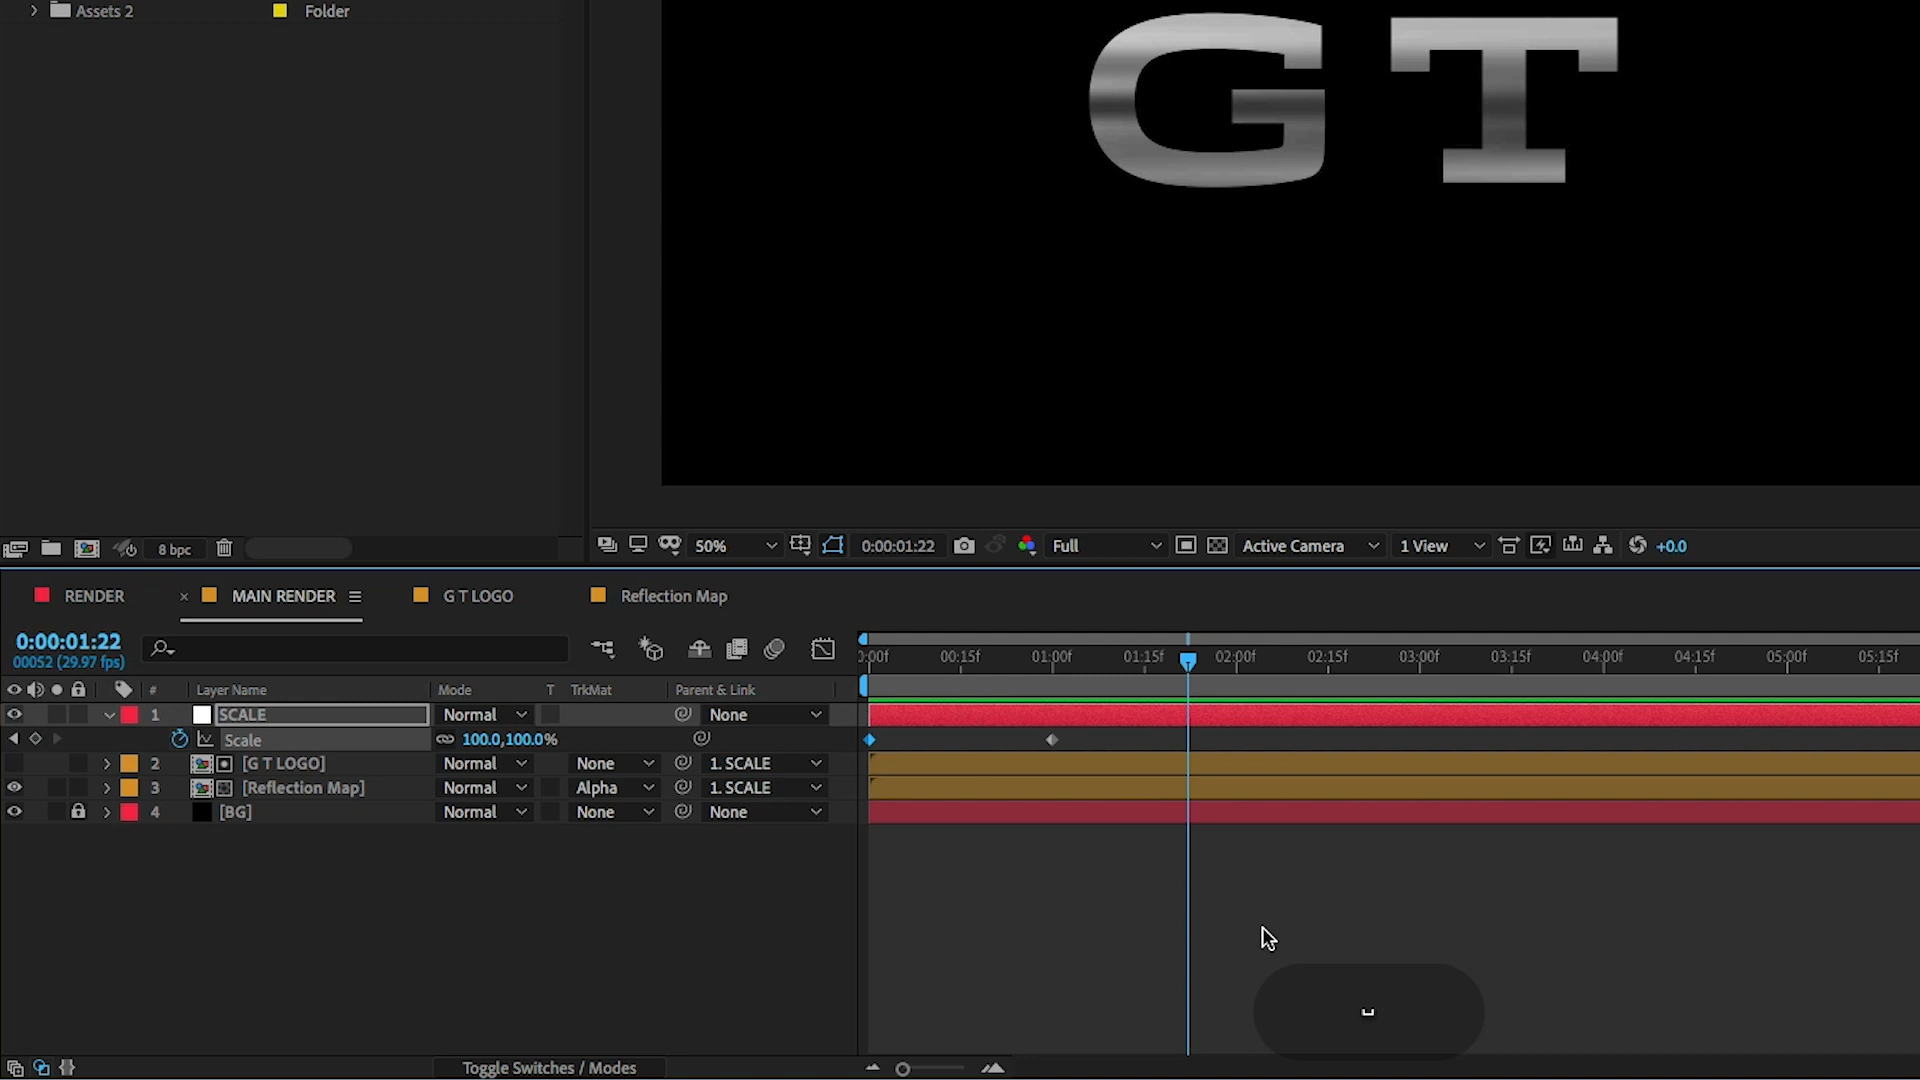 Assets 2 Folder
G T
8 bpc
50% 0:00:01:22 Full Active Camera 1 View +0.0
RENDER × MAIN RENDER G T LOGO Reflection Map
0:00:01:22
00052 (29.97 fps)
:00f 00:15f 01:00f 01:15f 02:00f 02:15f 03:00f 03:15f 04:00f 04:15f 05:00f 05:15f
# Layer Name Mode T TrkMat Parent & Link
1 SCALE Normal None
Scale 100.0,100.0%
2 [G T LOGO] Normal None 1. SCALE
3 [Reflection Map] Normal Alpha 1. SCALE
4 [BG] Normal None None
Toggle Switches / Modes